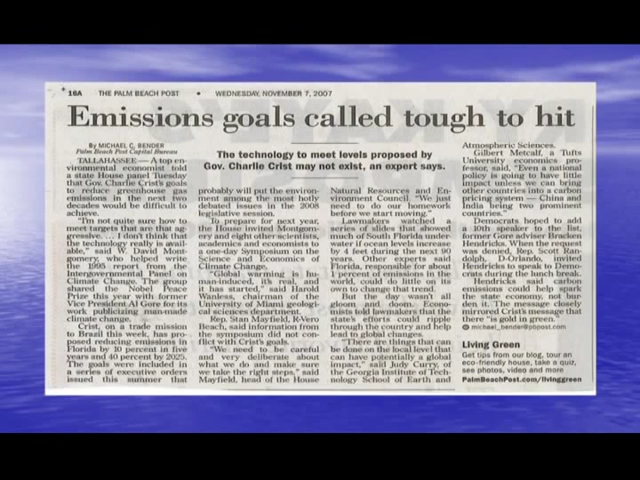 16A THE PALM BEACH POST • WEDNESDAY, NOVEMBER 7, 2007
Emissions goals called tough to hit
By MICHAEL C. BENDER
Palm Beach Post Capital Bureau
TALLAHASSEE — A top en-
vironmental economist told
a state House panel Tuesday
that Gov. Charlie Crist's goals
to reduce greenhouse gas
emissions in the next two
decades would be difficult to
achieve.
"I'm not quite sure how to
meet targets that are that ag-
gressive. ... I don't think that
the technology really is avail-
able," said W. David Mont-
gomery, who helped write
the 1995 report from the
Intergovernmental Panel on
Climate Change. The group
shared the Nobel Peace
Prize this year with former
Vice President Al Gore for its
work publicizing man-made
climate change.
Crist, on a trade mission
to Brazil this week, has pro-
posed reducing emissions in
Florida by 10 percent in five
years and 40 percent by 2025.
The goals were included in
a series of executive orders
issued this summer that
The technology to meet levels proposed by
Gov. Charlie Crist may not exist, an expert says.
probably will put the environ-
ment among the most hotly
debated issues in the 2008
legislative session.
To prepare for next year,
the House invited Montgom-
ery and eight other scientists,
academics and economists to
a one-day Symposium on the
Science and Economics of
Climate Change.
"Global warming is hu-
man-induced, it's real, and
it has started," said Harold
Wanless, chairman of the
University of Miami geologi-
cal sciences department.
Rep. Stan Mayfield, R-Vero
Beach, said information from
the symposium did not con-
flict with Crist's goals.
"We need to be careful
and very deliberate about
what we do and make sure
we take the right steps," said
Mayfield, head of the House
Natural Resources and En-
vironment Council. "We just
need to do our homework
before we start moving."
Lawmakers watched a
series of slides that showed
much of South Florida under
water if ocean levels increase
by 4 feet during the next 90
years. Other experts said
Florida, responsible for about
1 percent of emissions in the
world, could do little on its
own to change that trend.
But the day wasn't all
gloom and doom. Econo-
mists told lawmakers that the
state's efforts could ripple
through the country and help
lead to global changes.
"There are things that can
be done on the local level that
can have potentially a global
impact," said Judy Curry, of
the Georgia Institute of Tech-
nology School of Earth and
Atmospheric Sciences.
Gilbert Metcalf, a Tufts
University economics pro-
fessor, said, "Even a national
policy is going to have little
impact unless we can bring
other countries into a carbon
pricing system — China and
India being two prominent
countries."
Democrats hoped to add
a 10th speaker to the list,
former Gore adviser Bracken
Hendricks. When the request
was denied, Rep. Scott Ran-
dolph, D-Orlando, invited
Hendricks to speak to Demo-
crats during the lunch break.
Hendricks said carbon
emissions could help spark
the state economy, not bur-
den it. The message closely
mirrored Crist's message that
there "is gold in green."
michael_bender@pbpost.com
Living Green
Get tips from our blog, tour an
eco-friendly house, take a quiz,
see photos, video and more
PalmBeachPost.com/livinggreen